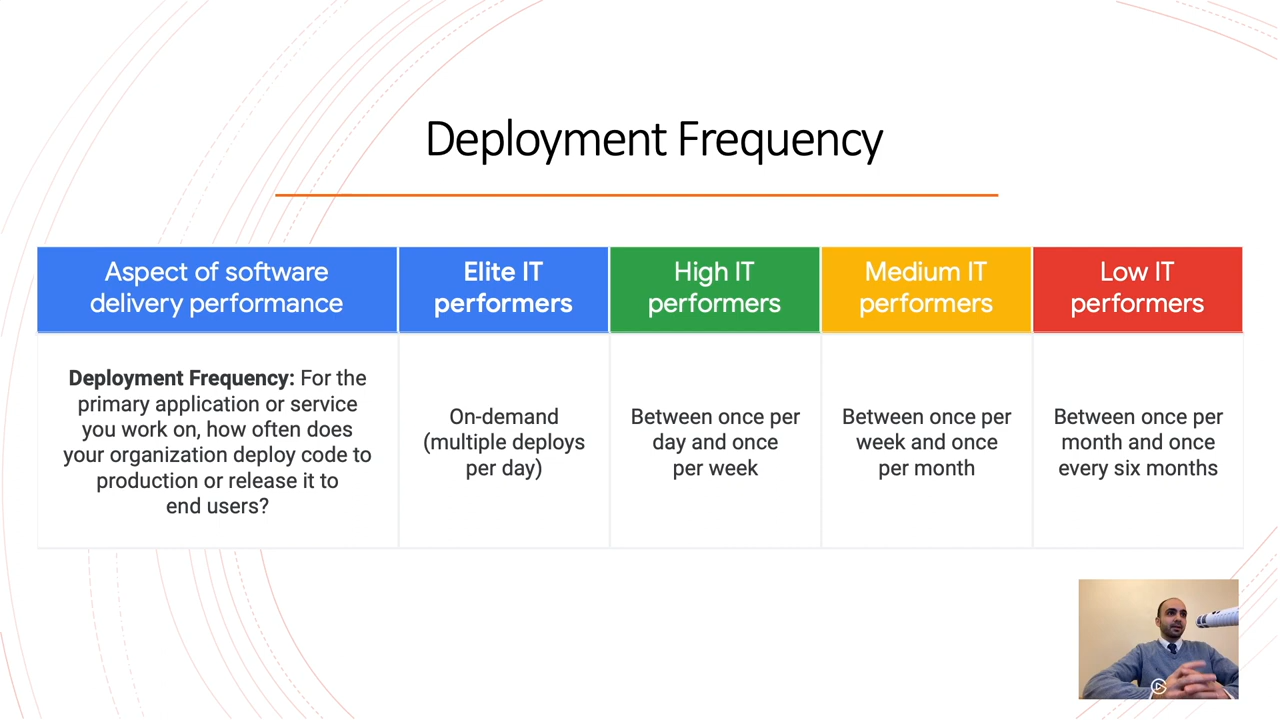 Deployment Frequency
Aspect of software
delivery performance
Elite IT
performers
High IT
performers
Medium IT
performers
Low IT
performers
Deployment Frequency: For the
primary application or service
you work on, how often does
your organization deploy code to
production or release it to
end users?
On-demand
(multiple deploys
per day)
Between once per
day and once
per week
Between once per
week and once
per month
Between once per
month and once
every six months